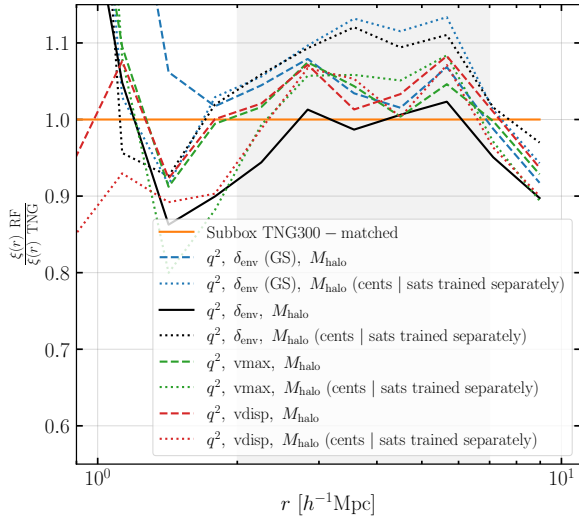 1.1
1.0
0.9
0.8
0.7
0.6
ξ(r) RF
ξ(r) TNG
Subbox TNG300 − matched
q², δenv (GS), Mhalo
q², δenv (GS), Mhalo (cents | sats trained separately)
q², δenv, Mhalo
q², δenv, Mhalo (cents | sats trained separately)
q², vmax, Mhalo
q², vmax, Mhalo (cents | sats trained separately)
q², vdisp, Mhalo
q², vdisp, Mhalo (cents | sats trained separately)
10⁰
10¹
r [h⁻¹Mpc]